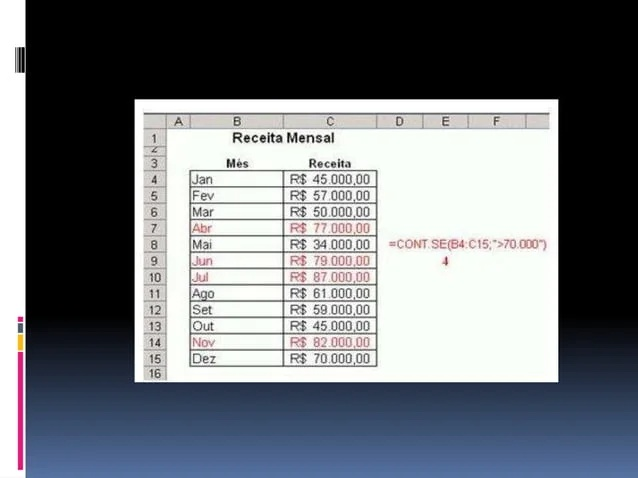 A B C D E F
1 Receita Mensal
2
3 Mês Receita
4 Jan R$ 45.000,00
5 Fev R$ 57.000,00
6 Mar R$ 50.000,00
7 Abr R$ 77.000,00
8 Mai R$ 34.000,00 =CONT.SE(B4:C15;">70.000")
9 Jun R$ 79.000,00 4
10 Jul R$ 87.000,00
11 Ago R$ 61.000,00
12 Set R$ 59.000,00
13 Out R$ 45.000,00
14 Nov R$ 82.000,00
15 Dez R$ 70.000,00
16